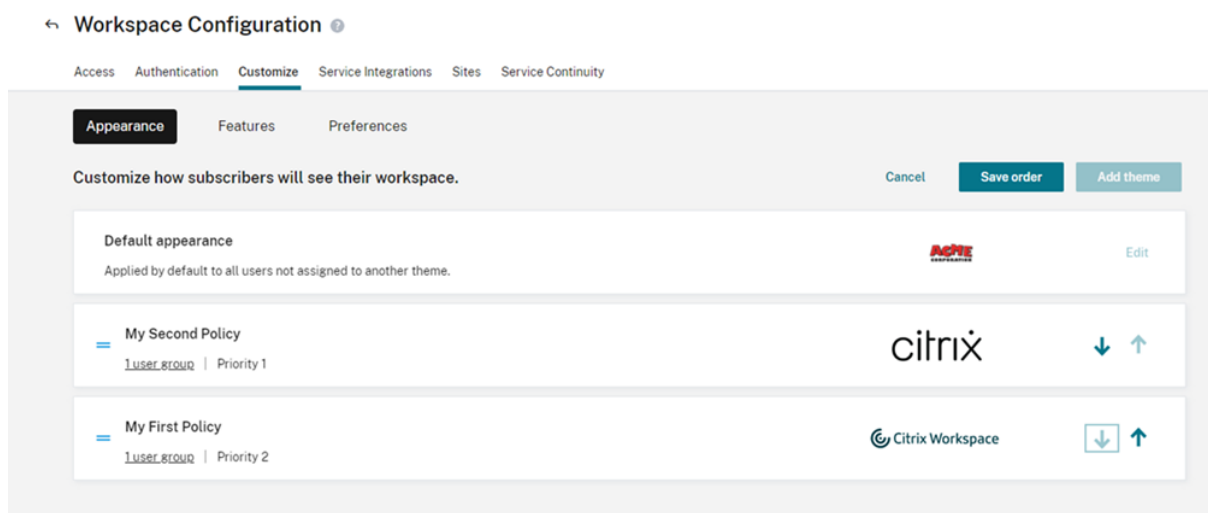 Workspace Configuration ?
Access Authentication Customize Service Integrations Sites Service Continuity
Appearance Features Preferences
Customize how subscribers will see their workspace. Cancel Save order Add theme
Default appearance
ACME
CORPORATION
Edit
Applied by default to all users not assigned to another theme.
My Second Policy
citrix
1 user group | Priority 1
My First Policy
Citrix Workspace
1 user group | Priority 2